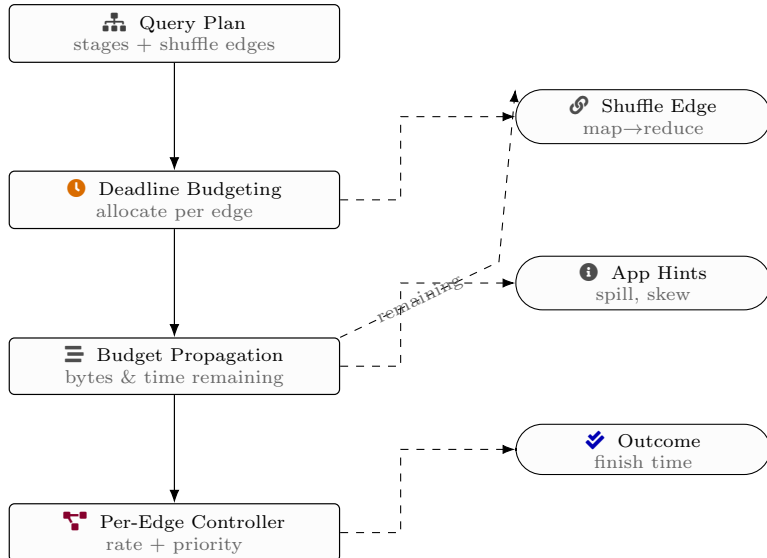 Query Plan
stages + shuffle edges
Shuffle Edge
map→reduce
Deadline Budgeting
allocate per edge
remaining
App Hints
spill, skew
Budget Propagation
bytes & time remaining
Outcome
finish time
Per-Edge Controller
rate + priority